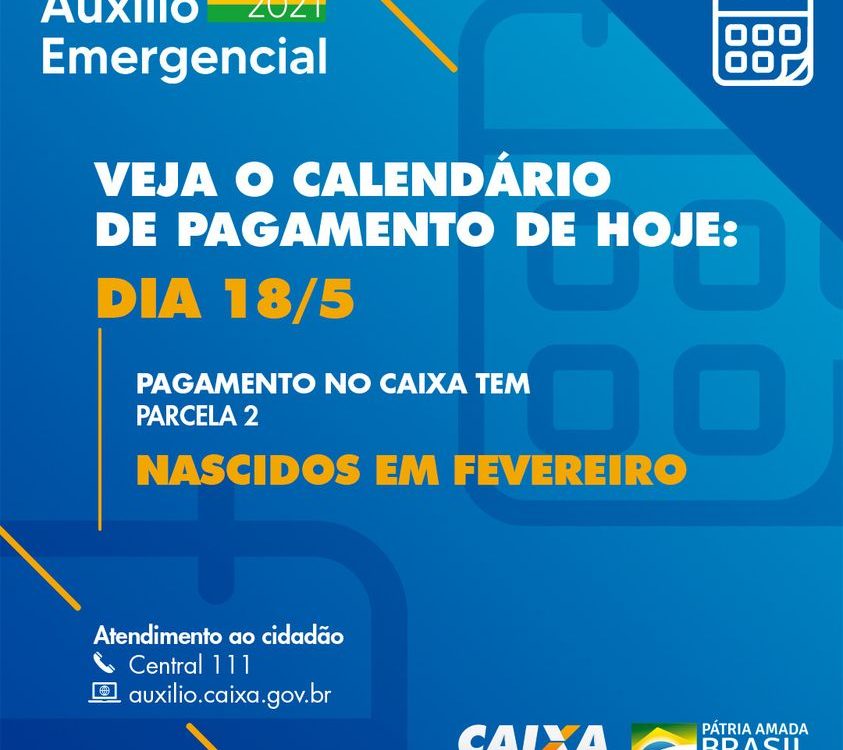 Auxílio 2021
Emergencial
VEJA O CALENDÁRIO
DE PAGAMENTO DE HOJE:
DIA 18/5
PAGAMENTO NO CAIXA TEM
PARCELA 2
NASCIDOS EM FEVEREIRO
Atendimento ao cidadão
Central 111
auxilio.caixa.gov.br
CAIXA
PÁTRIA AMADA
BRASIL